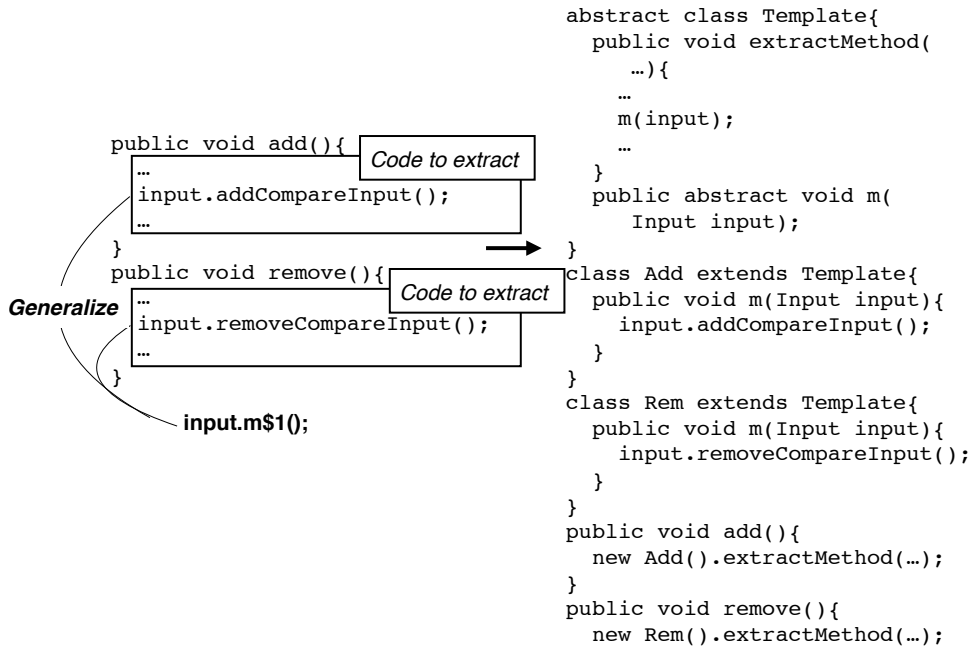 public void add(){
Code to extract
…
input.addCompareInput();
…
}
public void remove(){
Code to extract
…
input.removeCompareInput();
…
}
Generalize
input.m$1();
abstract class Template{
public void extractMethod(
…){
…
m(input);
…
}
public abstract void m(
Input input);
}
class Add extends Template{
public void m(Input input){
input.addCompareInput();
}
}
class Rem extends Template{
public void m(Input input){
input.removeCompareInput();
}
}
public void add(){
new Add().extractMethod(…);
}
public void remove(){
new Rem().extractMethod(…);